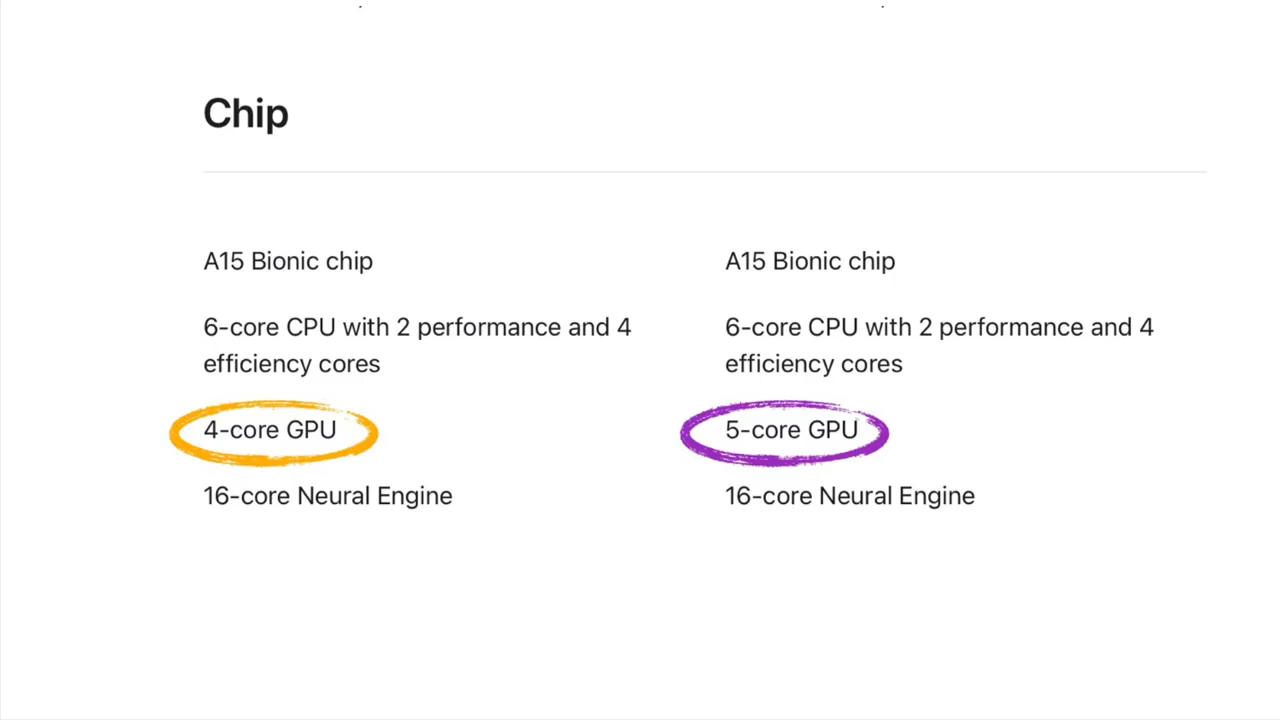 Chip
A15 Bionic chip
6-core CPU with 2 performance and 4
efficiency cores
4-core GPU
16-core Neural Engine
A15 Bionic chip
6-core CPU with 2 performance and 4
efficiency cores
5-core GPU
16-core Neural Engine